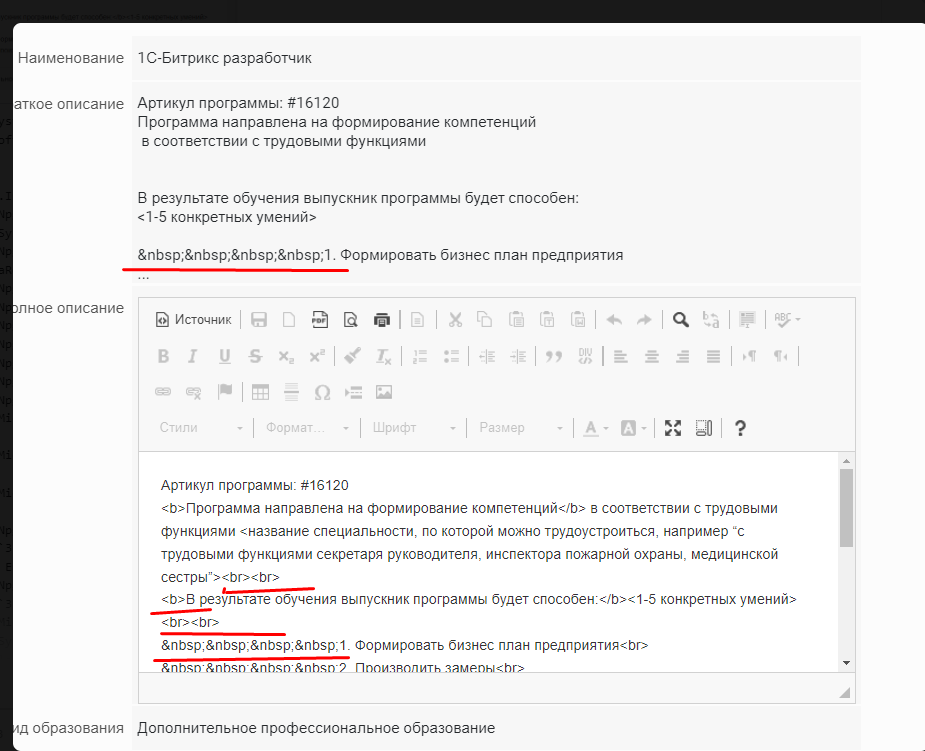 Наименование 1С-Битрикс разработчик
аткое описание Артикул программы: #16120
Программа направлена на формирование компетенций
в соответствии с трудовыми функциями
В результате обучения выпускник программы будет способен:
<1-5 конкретных умений>
&nbsp;&nbsp;&nbsp;&nbsp;1. Формировать бизнес план предприятия
...
олное описание
Источник
Стили Формат... Шрифт Размер
Артикул программы: #16120
<b>Программа направлена на формирование компетенций</b> в соответствии с трудовыми
функциями <название специальности, по которой можно трудоустроиться, например “с
трудовыми функциями секретаря руководителя, инспектора пожарной охраны, медицинской
сестры”><br><br>
<b>В результате обучения выпускник программы будет способен:</b><1-5 конкретных умений>
<br><br>
&nbsp;&nbsp;&nbsp;&nbsp;1. Формировать бизнес план предприятия<br>
&nbsp;&nbsp;&nbsp;&nbsp;2. Производить замеры<br>
ид образования Дополнительное профессиональное образование